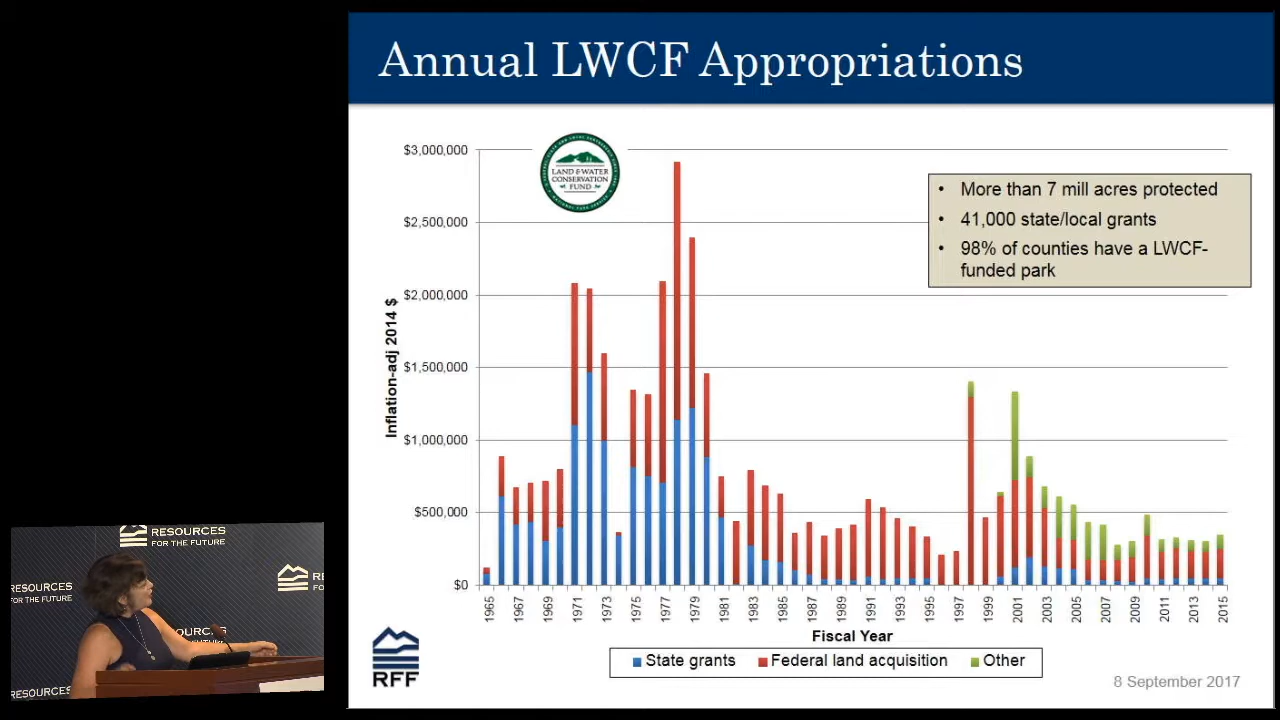 Annual LWCF Appropriations
LAND & WATER
CONSERVATION
FUND
• More than 7 mill acres protected
• 41,000 state/local grants
• 98% of counties have a LWCF-
funded park
Inflation-adj 2014 $
$3,000,000
$2,500,000
$2,000,000
$1,500,000
$1,000,000
$500,000
$0
1965 1967 1969 1971 1973 1975 1977 1979 1981 1983 1985 1987 1989 1991 1993 1995 1997 1999 2001 2003 2005 2007 2009 2011 2013 2015
Fiscal Year
State grants Federal land acquisition Other
RFF
8 September 2017
RESOURCES
FOR THE FUTURE
RESOURCES
FOR THE FUTURE
RE
FO
OURCES
FUTURE
RESOURCES